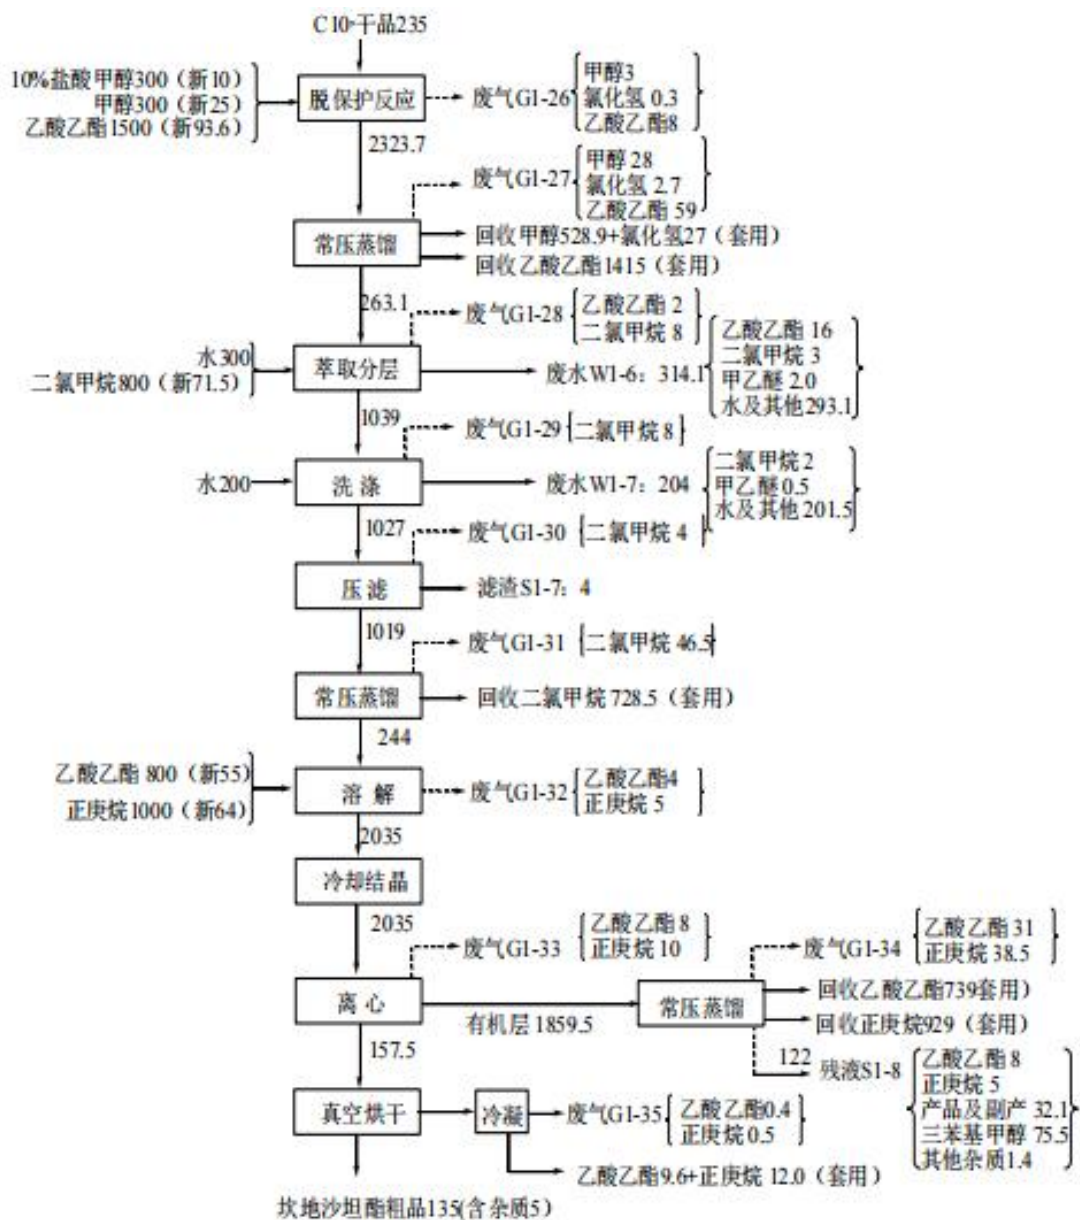 C10-干品235
10%盐酸甲醇300（新10）
甲醇300（新25）
乙酸乙酯1500（新93.6）
脱保护反应
废气G1-26
甲醇3
氯化氢 0.3
乙酸乙酯8
2323.7
废气G1-27
甲醇 28
氯化氢 2.7
乙酸乙酯 59
常压蒸馏
回收甲醇528.9+氯化氢27（套用）
回收乙酸乙酯1415（套用）
263.1
废气G1-28
乙酸乙酯 2
二氯甲烷 8
水300
二氯甲烷800（新71.5）
萃取分层
废水W1-6：314.1
乙酸乙酯 16
二氯甲烷 3
甲乙醚 2.0
水及其他293.1
1039
废气G1-29
二氯甲烷 8
水200
洗涤
废水W1-7：204
二氯甲烷 2
甲乙醚 0.5
水及其他 201.5
1027
废气G1-30
二氯甲烷 4
压滤
滤渣S1-7：4
1019
废气G1-31
二氯甲烷 46.5
常压蒸馏
回收二氯甲烷 728.5（套用）
244
乙酸乙酯 800（新55）
正庚烷1000（新64）
溶解
废气G1-32
乙酸乙酯4
正庚烷 5
2035
冷却结晶
2035
废气G1-33
乙酸乙酯 8
正庚烷 10
废气G1-34
乙酸乙酯 31
正庚烷 38.5
离心
有机层 1859.5
常压蒸馏
回收乙酸乙酯739套用）
回收正庚烷929（套用）
157.5
122
残液S1-8
乙酸乙酯 8
正庚烷 5
产品及副产 32.1
三苯基甲醇 75.5
其他杂质1.4
真空烘干
冷凝
废气G1-35
乙酸乙酯0.4
正庚烷 0.5
乙酸乙酯9.6+正庚烷 12.0（套用）
坎地沙坦酯粗品135(含杂质5）